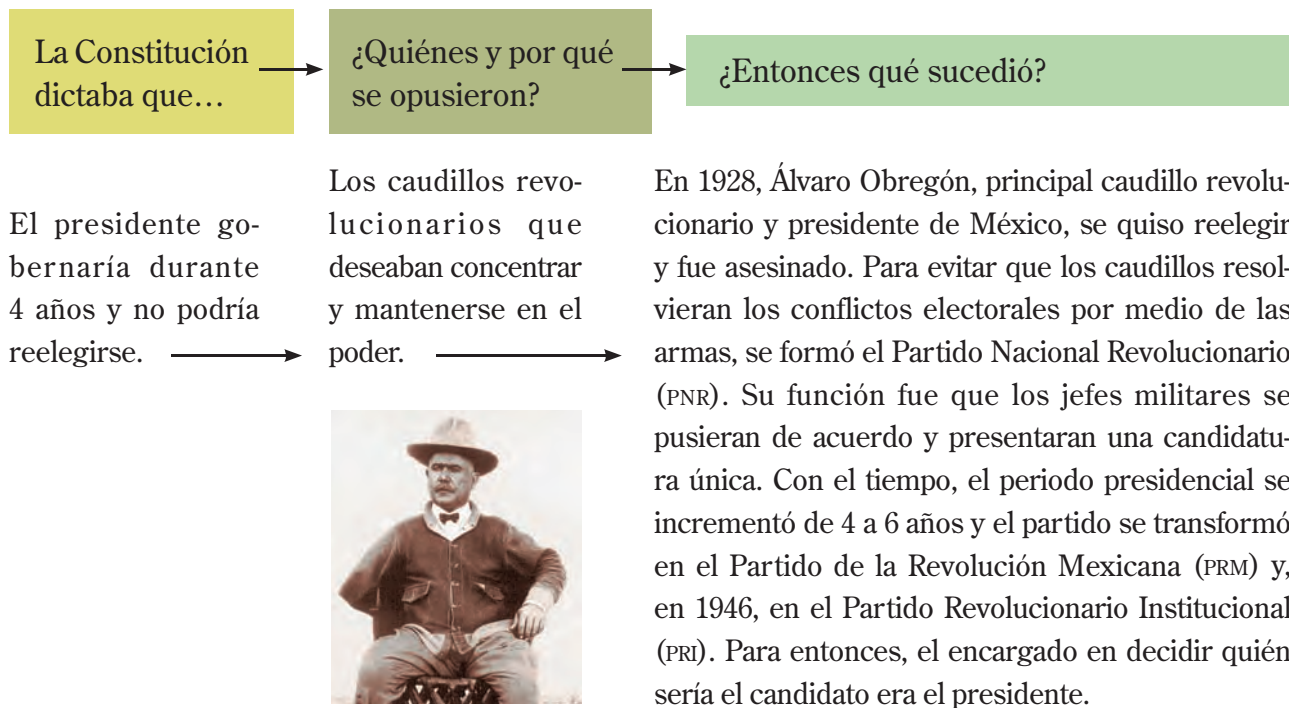 La Constitución
dictaba que…
¿Quiénes y por qué
se opusieron?
¿Entonces qué sucedió?
El presidente go-
bernaría durante
4 años y no podría
reelegirse.
Los caudillos revo-
lucionarios que
deseaban concentrar
y mantenerse en el
poder.
En 1928, Álvaro Obregón, principal caudillo revolu-
cionario y presidente de México, se quiso reelegir
y fue asesinado. Para evitar que los caudillos resol-
vieran los conflictos electorales por medio de las
armas, se formó el Partido Nacional Revolucionario
(PNR). Su función fue que los jefes militares se
pusieran de acuerdo y presentaran una candidatu-
ra única. Con el tiempo, el periodo presidencial se
incrementó de 4 a 6 años y el partido se transformó
en el Partido de la Revolución Mexicana (PRM) y,
en 1946, en el Partido Revolucionario Institucional
(PRI). Para entonces, el encargado en decidir quién
sería el candidato era el presidente.